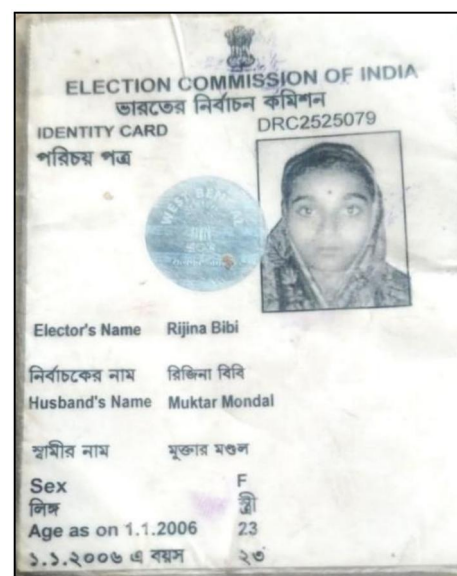 ELECTION COMMISSION OF INDIA
ভারতের নির্বাচন কমিশন
IDENTITY CARD
DRC2525079
পরিচয় পত্র
WEST BENGAL
Elector's Name Rijina Bibi
নির্বাচকের নাম রিজিনা বিবি
Husband's Name Muktar Mondal
স্বামীর নাম মুক্তার মণ্ডল
Sex F
লিঙ্গ স্ত্রী
Age as on 1.1.2006 23
১.১.২০০৬ এ বয়স ২৩